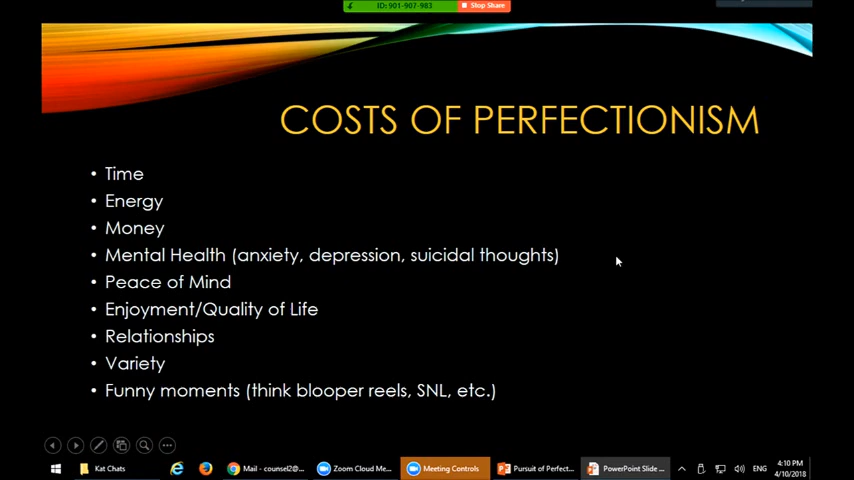 ID: 901-907-983
Stop Share
COSTS OF PERFECTIONISM
• Time
• Energy
• Money
• Mental Health (anxiety, depression, suicidal thoughts)
• Peace of Mind
• Enjoyment/Quality of Life
• Relationships
• Variety
• Funny moments (think blooper reels, SNL, etc.)
Kat Chats
Mail - counsel2@...
Zoom Cloud Me...
Meeting Controls
Pursuit of Perfect...
PowerPoint Slide ...
ENG
4:10 PM
4/10/2018